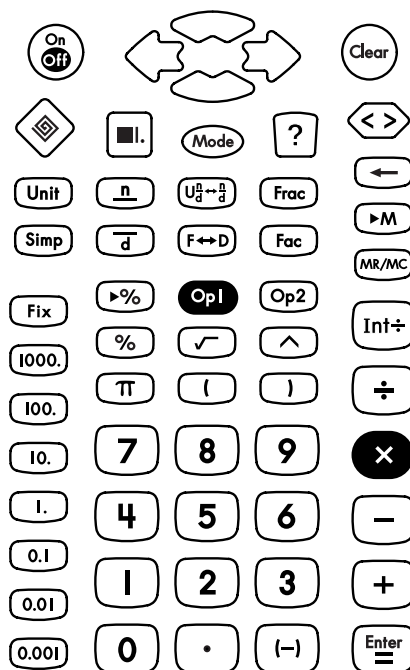 On
Off
Clear
■I.
Mode
?
< >
Unit
n
U n/d ↔ n/d
Frac
←
Simp
d
F↔D
Fac
▸M
MR/MC
▸%
Op1
Op2
Fix
Int÷
%
√
^
1000.
π
(
)
÷
100.
7
8
9
×
10.
4
5
6
−
1.
0.1
1
2
3
+
0.01
0
.
(−)
Enter
=
0.001